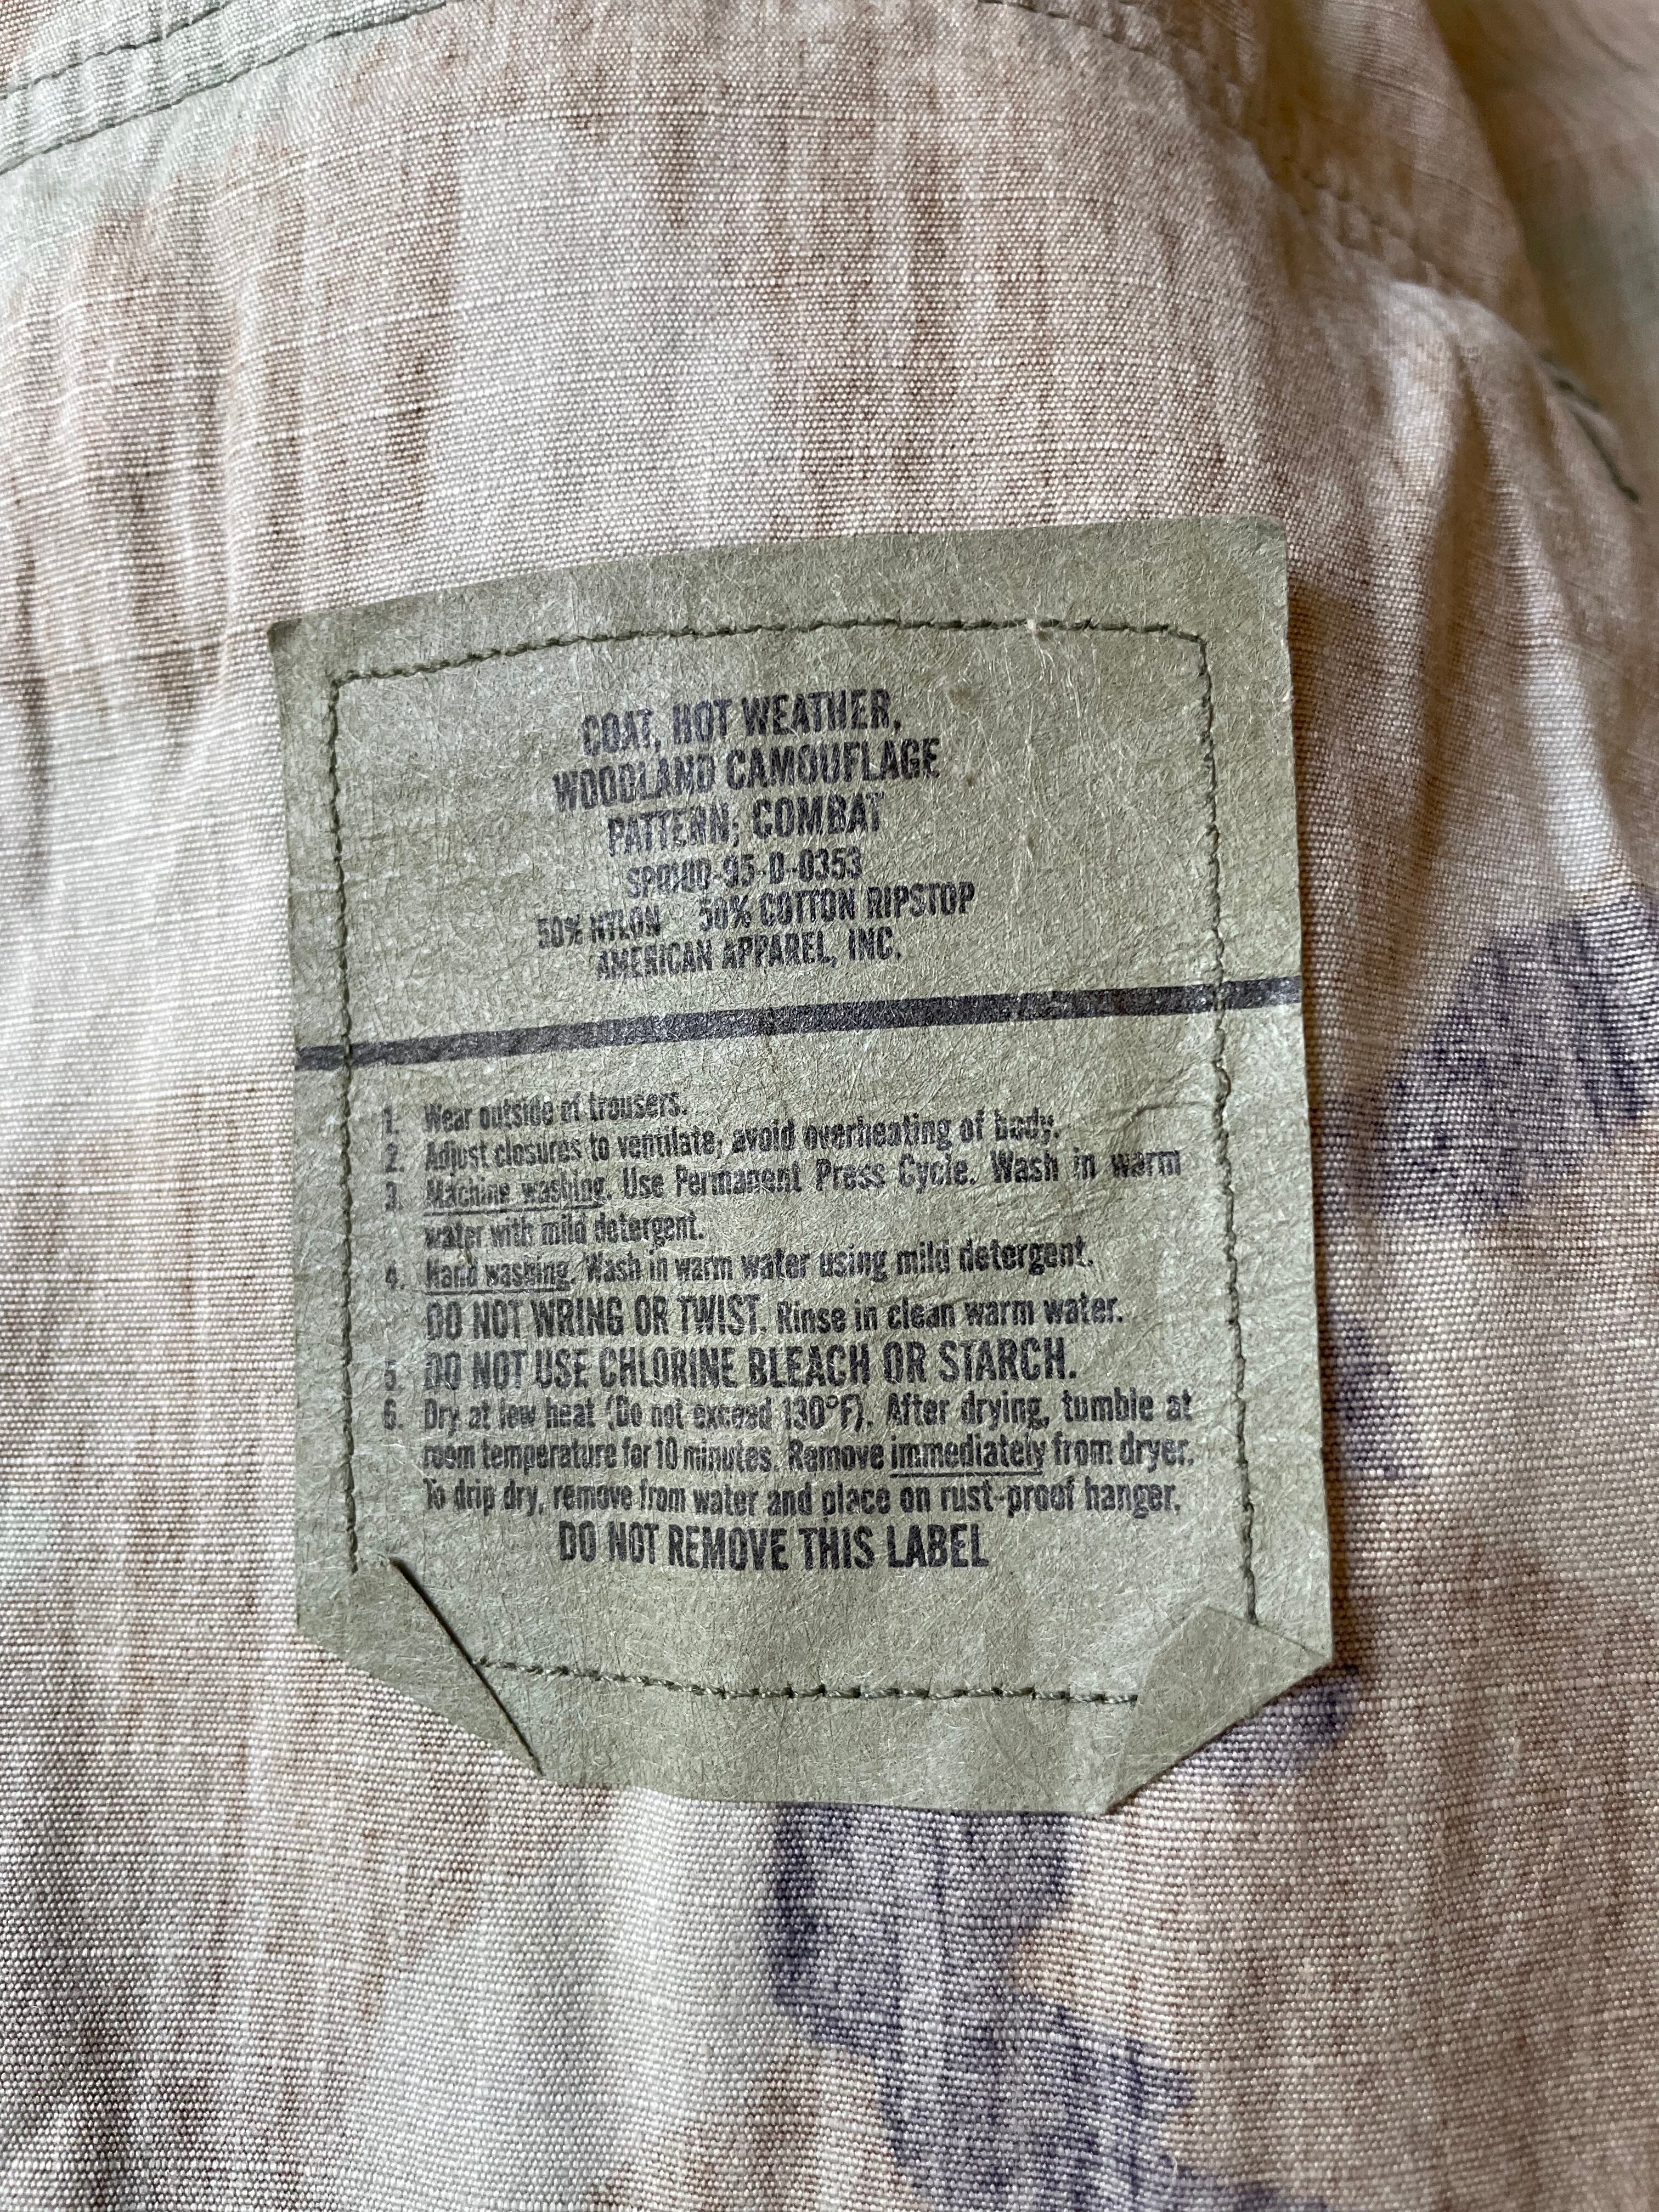 COAT, HOT WEATHER,
WOODLAND CAMOUFLAGE
PATTERN; COMBAT
SPO100-95-D-0353
50% NYLON 50% COTTON RIPSTOP
AMERICAN APPAREL, INC.
1. Wear outside of trousers.
2. Adjust closures to ventilate; avoid overheating of body.
3. Machine washing. Use Permanent Press Cycle. Wash in warm
water with mild detergent.
4. Hand washing. Wash in warm water using mild detergent.
DO NOT WRING OR TWIST. Rinse in clean warm water.
5. DO NOT USE CHLORINE BLEACH OR STARCH.
6. Dry at low heat (Do not exceed 130°F). After drying, tumble at
room temperature for 10 minutes. Remove immediately from dryer.
To drip dry, remove from water and place on rust-proof hanger.
DO NOT REMOVE THIS LABEL